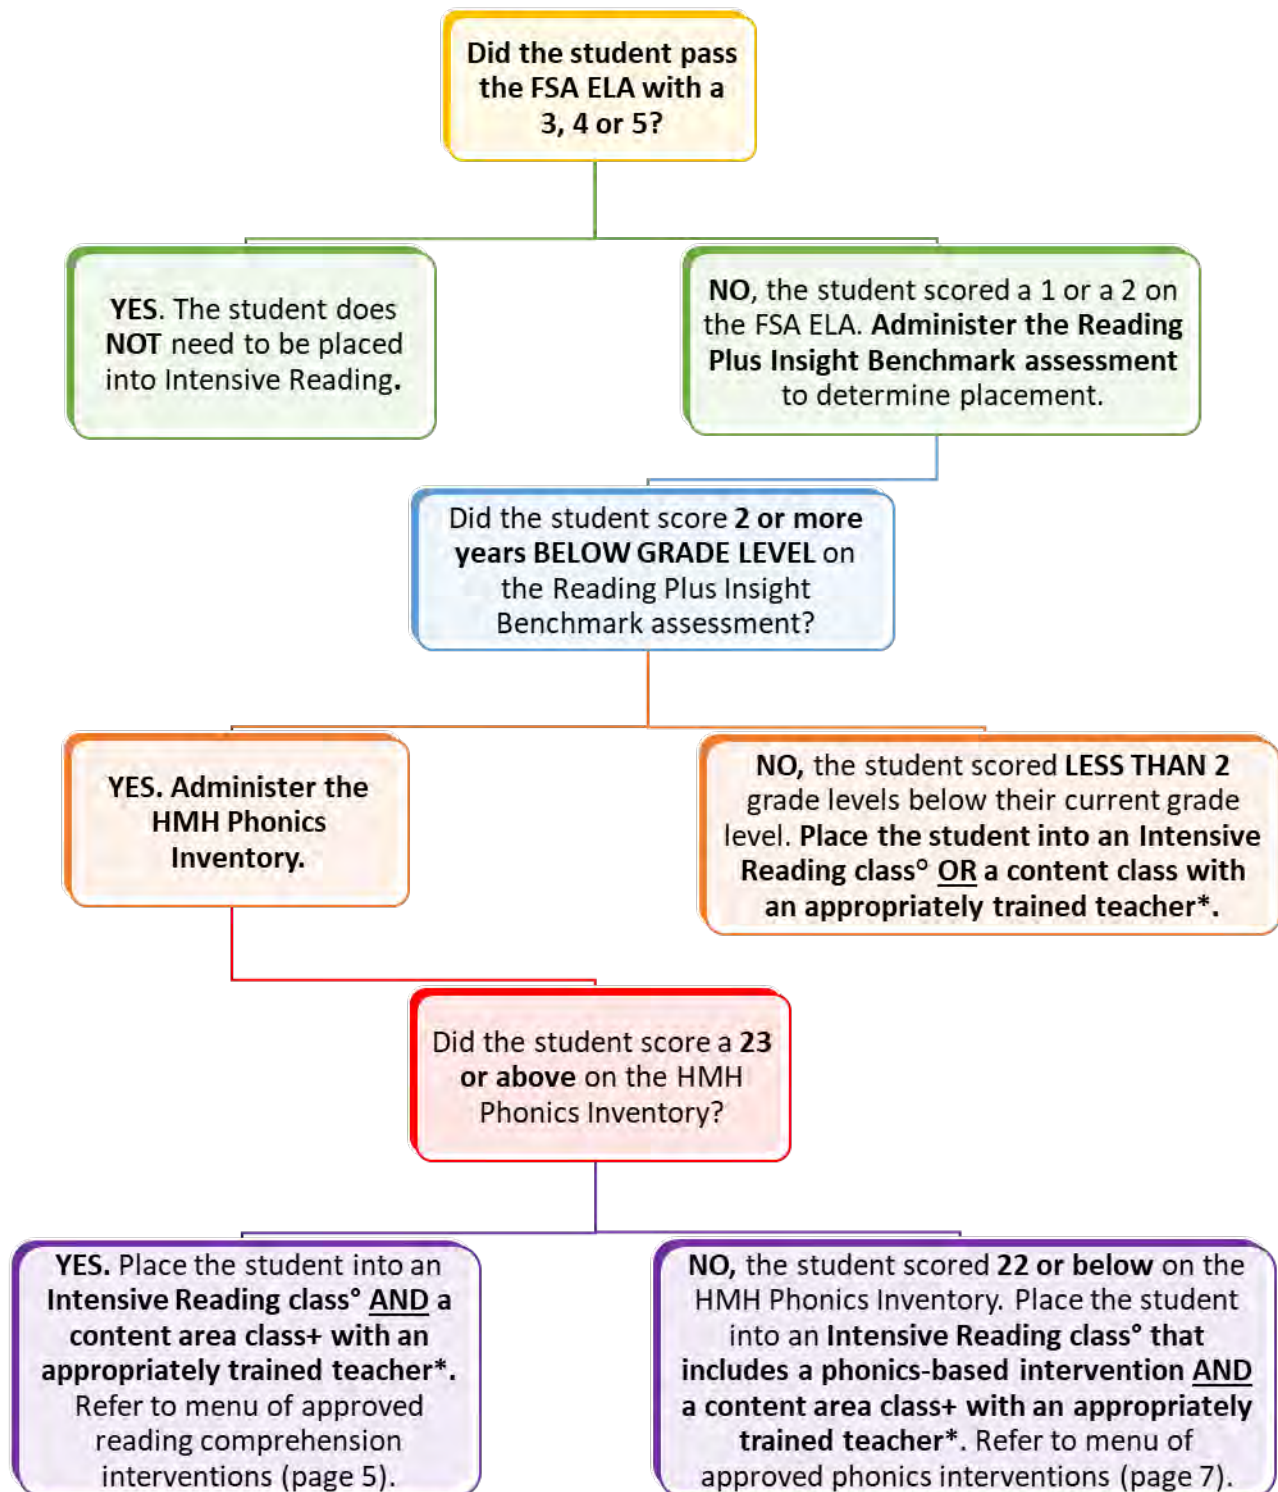 Did the student pass
the FSA ELA with a
3, 4 or 5?
YES. The student does
NOT need to be placed
into Intensive Reading.
NO, the student scored a 1 or a 2 on
the FSA ELA. Administer the Reading
Plus Insight Benchmark assessment
to determine placement.
Did the student score 2 or more
years BELOW GRADE LEVEL on
the Reading Plus Insight
Benchmark assessment?
YES. Administer the
HMH Phonics
Inventory.
NO, the student scored LESS THAN 2
grade levels below their current grade
level. Place the student into an Intensive
Reading class° OR a content class with
an appropriately trained teacher*.
Did the student score a 23
or above on the HMH
Phonics Inventory?
YES. Place the student into an
Intensive Reading class° AND a
content area class+ with an
appropriately trained teacher*.
Refer to menu of approved
reading comprehension
interventions (page 5).
NO, the student scored 22 or below on the
HMH Phonics Inventory. Place the student
into an Intensive Reading class° that
includes a phonics-based intervention AND
a content area class+ with an appropriately
trained teacher*. Refer to menu of
approved phonics interventions (page 7).